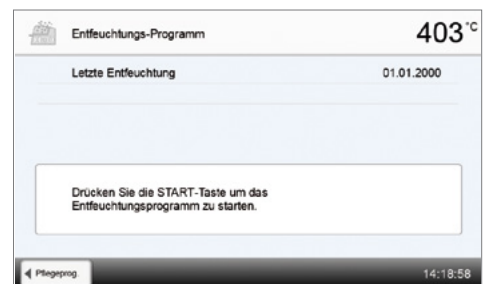 Entfeuchtungs-Programm
403 °C
Letzte Entfeuchtung 01.01.2000
Drücken Sie die START-Taste um das
Entfeuchtungsprogramm zu starten.
Pflegeprog. 14:18:58